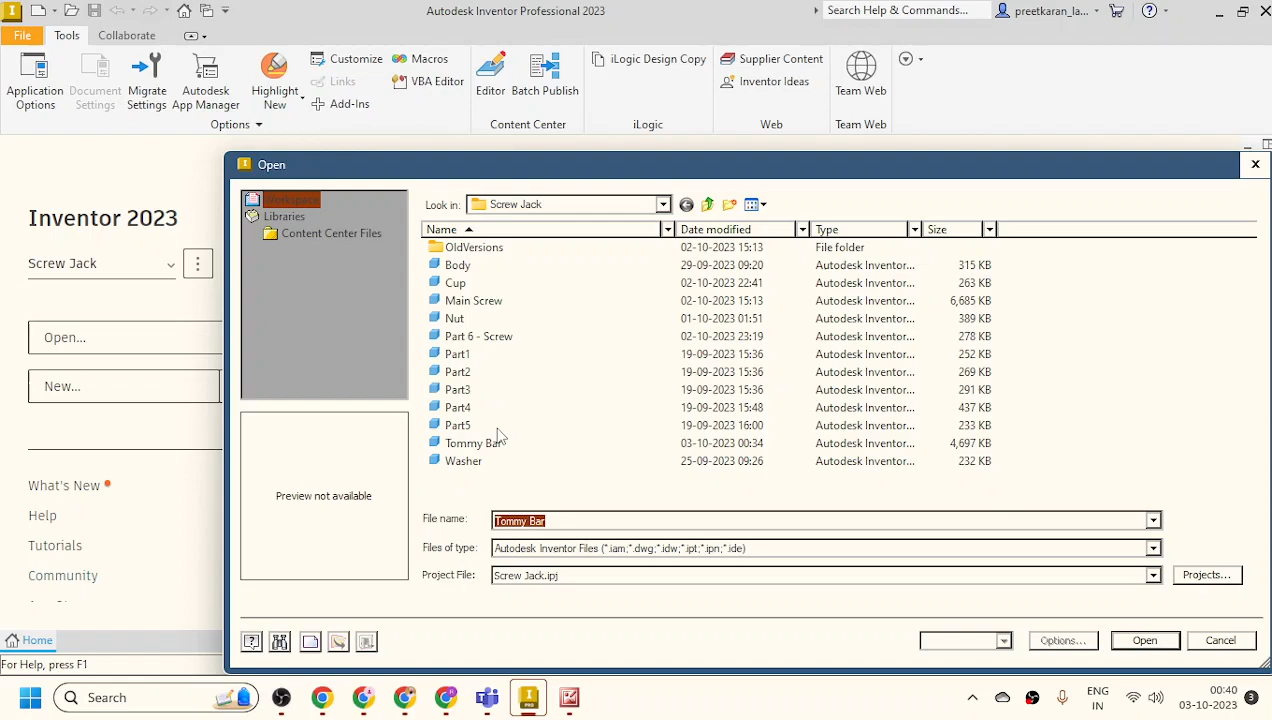 Autodesk Inventor Professional 2023
Search Help & Commands...
preetkaran_la...
File
Tools
Collaborate
Application Options
Document Settings
Migrate Settings
Autodesk App Manager
Highlight New
Customize
Links
Add-Ins
Macros
VBA Editor
Editor
Batch Publish
iLogic Design Copy
Supplier Content
Inventor Ideas
Team Web
Options
Content Center
iLogic
Web
Team Web
Open
Inventor 2023
Screw Jack
Open...
New...
What's New
Help
Tutorials
Community
Workspace
Libraries
Content Center Files
Preview not available
Look in: Screw Jack
Name Date modified Type Size
OldVersions 02-10-2023 15:13 File folder
Body 29-09-2023 09:20 Autodesk Inventor... 315 KB
Cup 02-10-2023 22:41 Autodesk Inventor... 263 KB
Main Screw 02-10-2023 15:13 Autodesk Inventor... 6,685 KB
Nut 01-10-2023 01:51 Autodesk Inventor... 389 KB
Part 6 - Screw 02-10-2023 23:19 Autodesk Inventor... 278 KB
Part1 19-09-2023 15:36 Autodesk Inventor... 252 KB
Part2 19-09-2023 15:36 Autodesk Inventor... 269 KB
Part3 19-09-2023 15:36 Autodesk Inventor... 291 KB
Part4 19-09-2023 15:48 Autodesk Inventor... 437 KB
Part5 19-09-2023 16:00 Autodesk Inventor... 233 KB
Tommy Bar 03-10-2023 00:34 Autodesk Inventor... 4,697 KB
Washer 25-09-2023 09:26 Autodesk Inventor... 232 KB
File name: Tommy Bar
Files of type: Autodesk Inventor Files (*.iam;*.dwg;*.idw;*.ipt;*.ipn;*.ide)
Project File: Screw Jack.ipj
Projects...
Options...
Open
Cancel
Home
For Help, press F1
Search
ENG
IN
00:40
03-10-2023
3